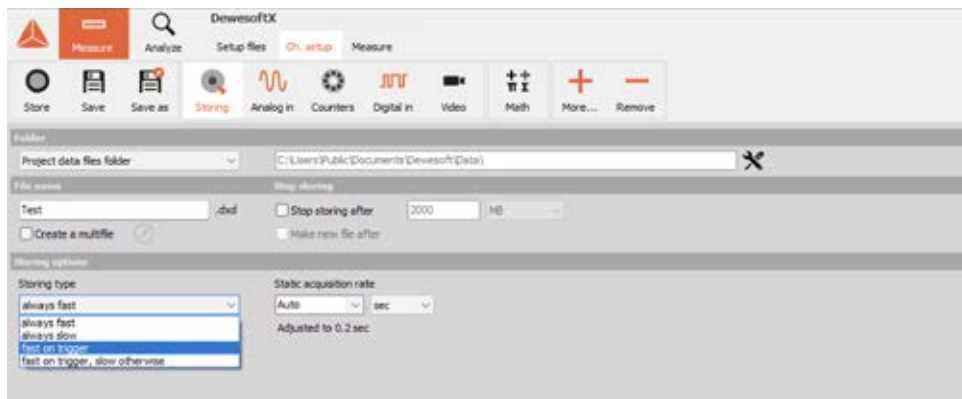 DewesoftX
Measure
Analyze
Setup files Ch. setup Measure
Store Save Save as Storing Analog in Counters Digital in Video Math More... Remove
Folder
Project data files folder C:\Users\Public\Documents\Dewesoft\Data\
File name Stop storing
Test .dxd Stop storing after 2000 MB
Create a multifile Make new file after
Storing options
Storing type Static acquisition rate
always fast Auto sec
always fast Adjusted to 0.2 sec
always slow
fast on trigger
fast on trigger, slow otherwise